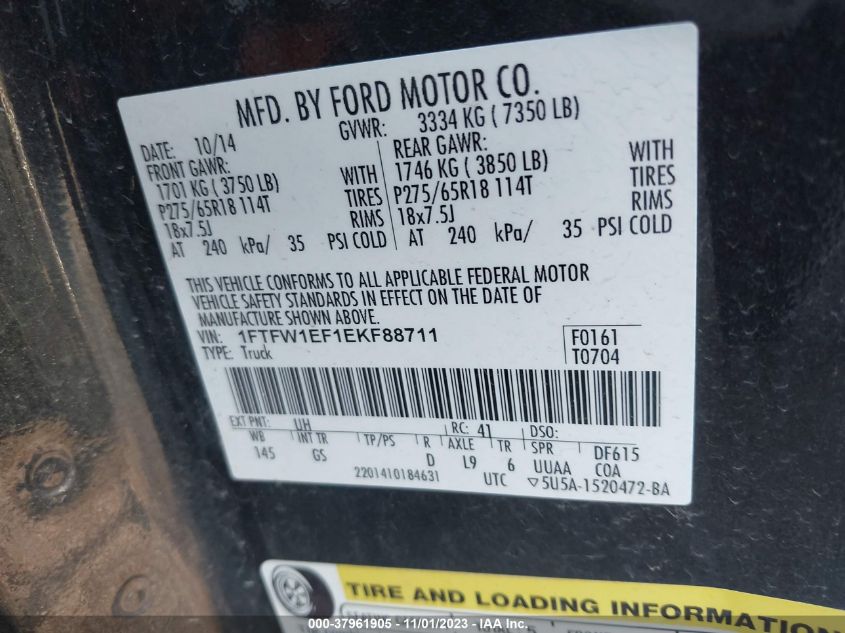 MFD. BY FORD MOTOR CO.
DATE: 10/14 GVWR: 3334 KG ( 7350 LB)
FRONT GAWR: REAR GAWR:
1701 KG ( 3750 LB) WITH 1746 KG ( 3850 LB) WITH
P275/65R18 114T TIRES P275/65R18 114T TIRES
18x7.5J RIMS 18x7.5J RIMS
AT 240 kPa/ 35 PSI COLD AT 240 kPa/ 35 PSI COLD
THIS VEHICLE CONFORMS TO ALL APPLICABLE FEDERAL MOTOR
VEHICLE SAFETY STANDARDS IN EFFECT ON THE DATE OF
MANUFACTURE SHOWN ABOVE.
VIN: 1FTFW1EF1EKF88711 F0161
TYPE: Truck T0704
EXT PNT: UH RC: 41 DSO:
WB INT TR TP/PS R AXLE TR SPR DF615
145 GS D L9 6 UUAA COA
2201410184631 UTC ▽5U5A-1520472-BA
TIRE AND LOADING INFORMATION
000-37961905 - 11/01/2023 - IAA Inc.